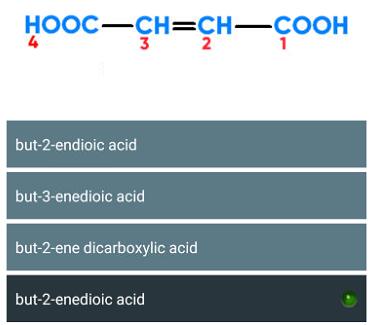 HOOC—CH=CH—COOH
4 3 2 1
but-2-endioic acid
but-3-enedioic acid
but-2-ene dicarboxylic acid
but-2-enedioic acid